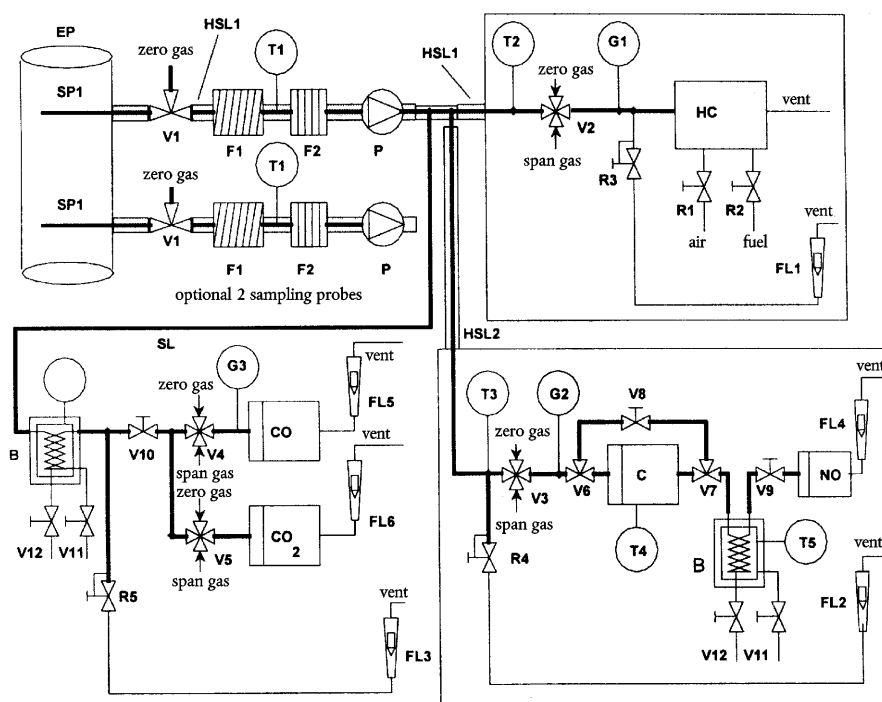 EP
HSL1
zero gas
T1
SP1
V1
F1
F2
P
HSL1
T2
G1
zero gas
V2
span gas
HC
vent
R3
R1
R2
air
fuel
vent
FL1
zero gas
T1
SP1
V1
F1
F2
P
optional 2 sampling probes
HSL2
SL
zero gas
G3
vent
FL5
CO
B
V10
V4
span gas
zero gas
vent
FL6
CO2
V5
span gas
V12
V11
R5
vent
FL3
T3
G2
V8
vent
FL4
zero gas
V3
span gas
V6
C
V7
V9
NO
T4
B
T5
R4
vent
FL2
V12
V11